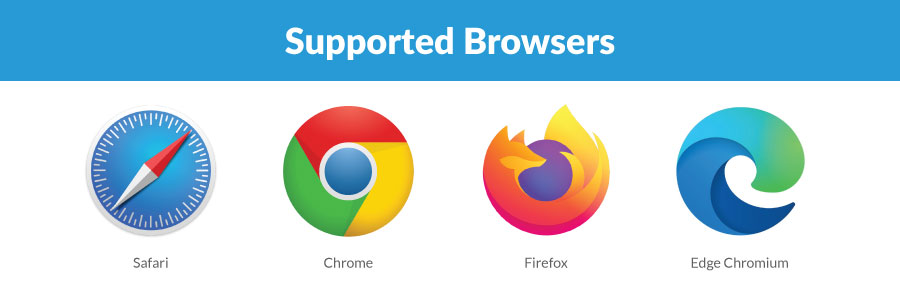 Supported Browsers
Safari
Chrome
Firefox
Edge Chromium